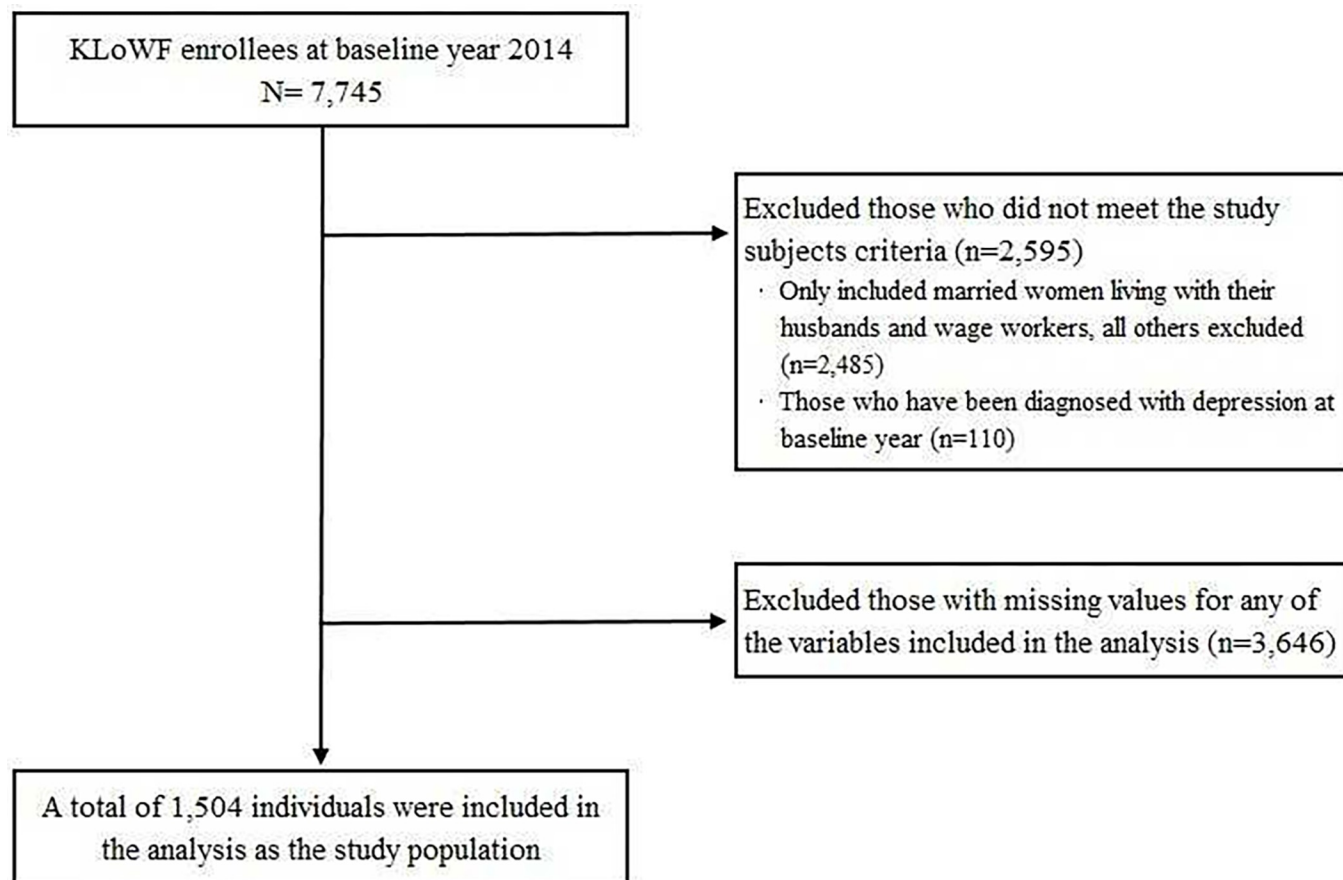 KLoWF enrollees at baseline year 2014
N= 7,745
Excluded those who did not meet the study
subjects criteria (n=2,595)
· Only included married women living with their
husbands and wage workers, all others excluded
(n=2,485)
· Those who have been diagnosed with depression at
baseline year (n=110)
Excluded those with missing values for any of
the variables included in the analysis (n=3,646)
A total of 1,504 individuals were included in
the analysis as the study population